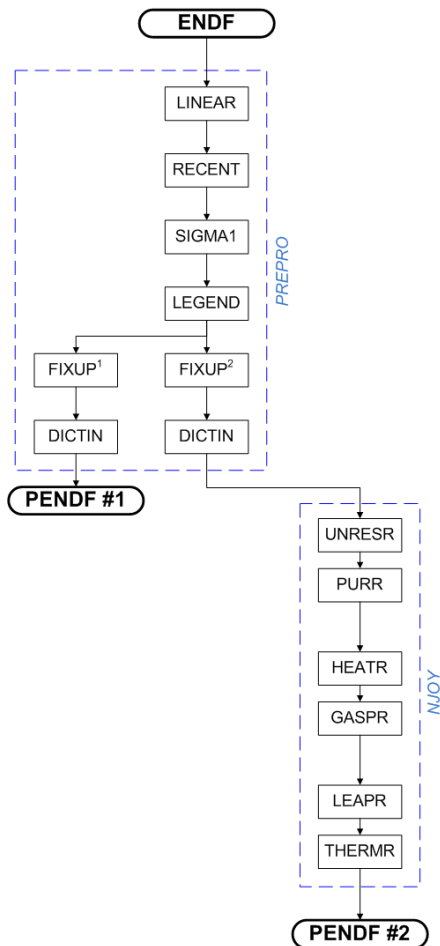 ENDF
LINEAR
RECENT
SIGMA1
PREPRO
LEGEND
FIXUP¹
FIXUP²
DICTIN
DICTIN
PENDF #1
UNRESR
PURR
HEATR
NJOY
GASPR
LEAPR
THERMR
PENDF #2